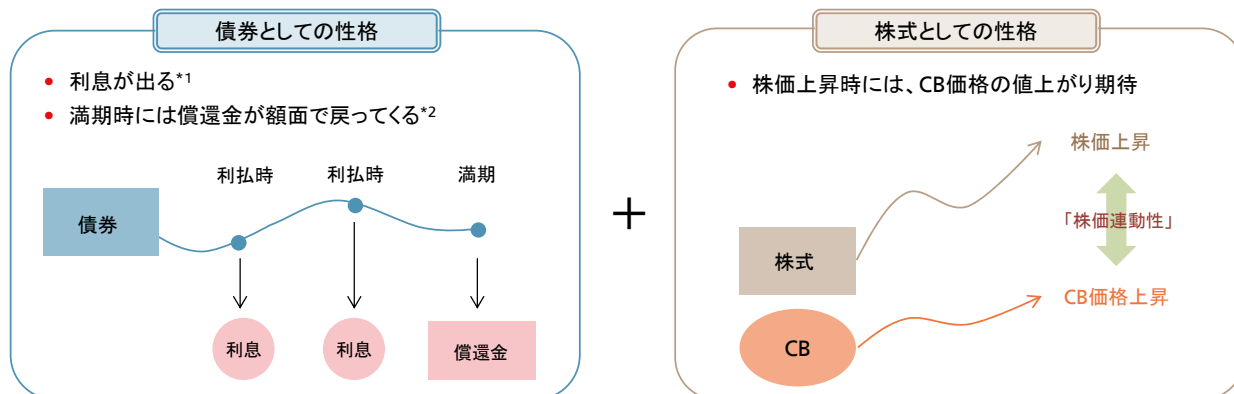 債券としての性格
• 利息が出る*1
• 満期時には償還金が額面で戻ってくる*2
利払時
利払時
満期
債券
利息
利息
償還金
+
株式としての性格
• 株価上昇時には、CB価格の値上がり期待
株価上昇
「株価連動性」
株式
CB価格上昇
CB